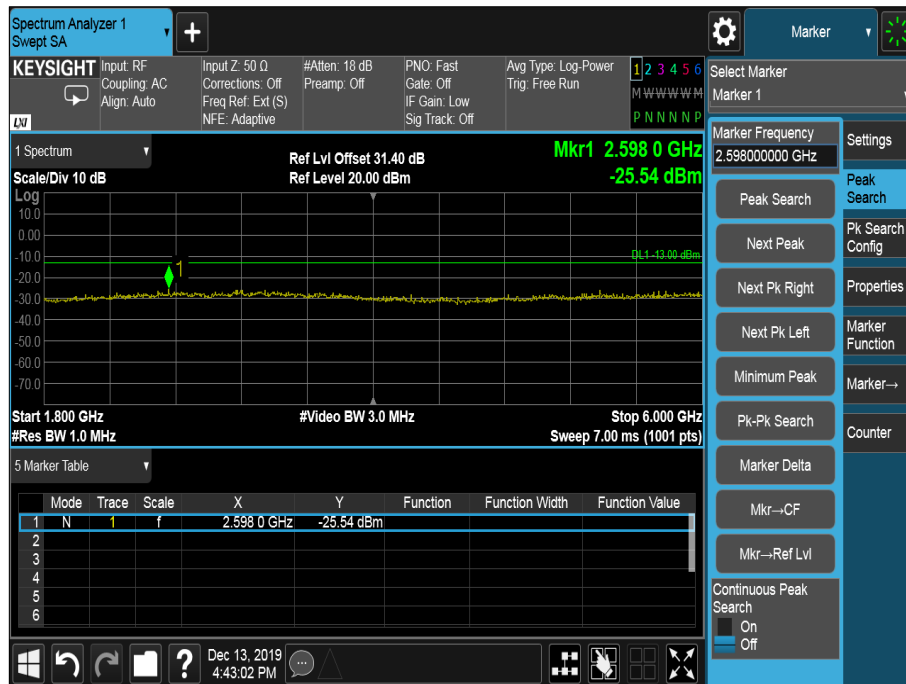 Spectrum Analyzer 1
Swept SA
▼
+
Marker
▼
KEYSIGHT
LXI
Input: RF
Coupling: AC
Align: Auto
Input Z: 50 Ω
Corrections: Off
Freq Ref: Ext (S)
NFE: Adaptive
#Atten: 18 dB
Preamp: Off
PNO: Fast
Gate: Off
IF Gain: Low
Sig Track: Off
Avg Type: Log-Power
Trig: Free Run
1 2 3 4 5 6
M W W W W M
P N N N N P
Select Marker
Marker 1
1 Spectrum ▼
Scale/Div 10 dB
Ref Lvl Offset 31.40 dB
Ref Level 20.00 dBm
Mkr1 2.598 0 GHz
-25.54 dBm
Log
10.0
0.00
-10.0
-20.0
-30.0
-40.0
-50.0
-60.0
-70.0
DL1 -13.00 dBm
1
Start 1.800 GHz
#Res BW 1.0 MHz
#Video BW 3.0 MHz
Stop 6.000 GHz
Sweep 7.00 ms (1001 pts)
5 Marker Table ▼
Mode Trace Scale X Y Function Function Width Function Value
1 N 1 f 2.598 0 GHz -25.54 dBm
2
3
4
5
6
Marker Frequency
2.598000000 GHz
Peak Search
Next Peak
Next Pk Right
Next Pk Left
Minimum Peak
Pk-Pk Search
Marker Delta
Mkr→CF
Mkr→Ref Lvl
Continuous Peak
Search
On
Off
Settings
Peak
Search
Pk Search
Config
Properties
Marker
Function
Marker→
Counter
?
Dec 13, 2019
4:43:02 PM